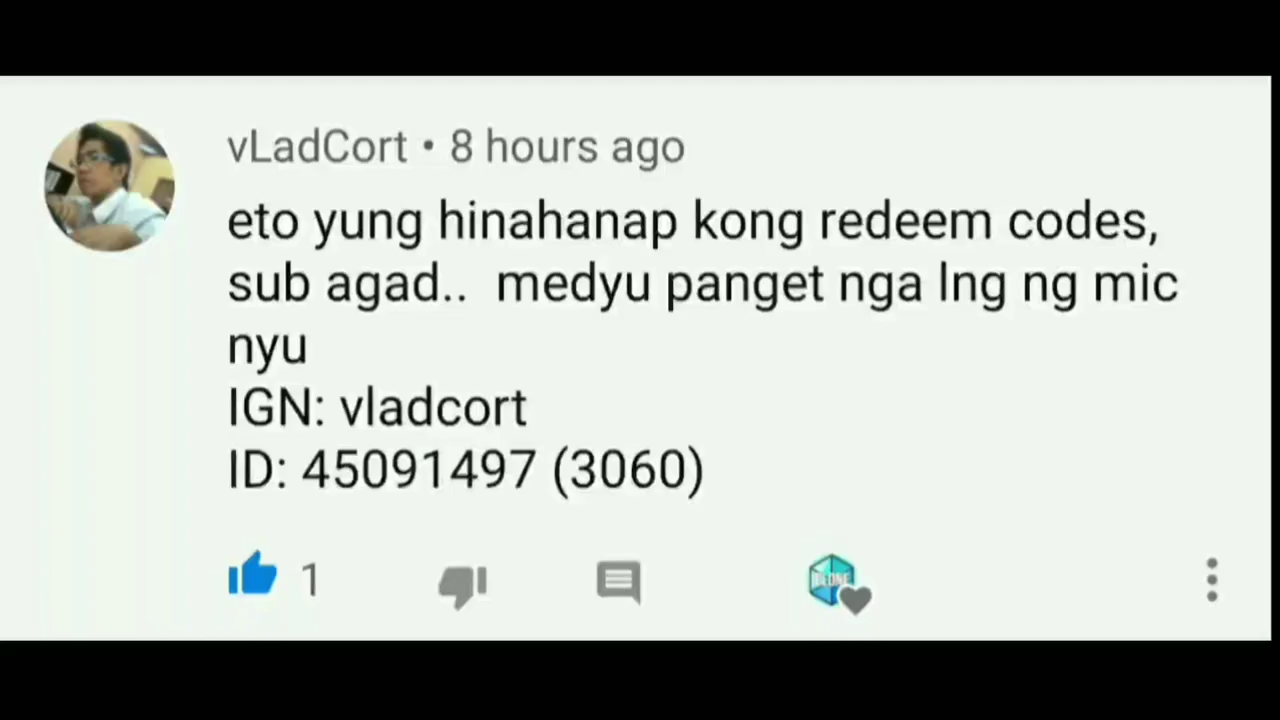 vLadCort • 8 hours ago
eto yung hinahanap kong redeem codes,
sub agad.. medyu panget nga lng ng mic
nyu
IGN: vladcort
ID: 45091497 (3060)
1